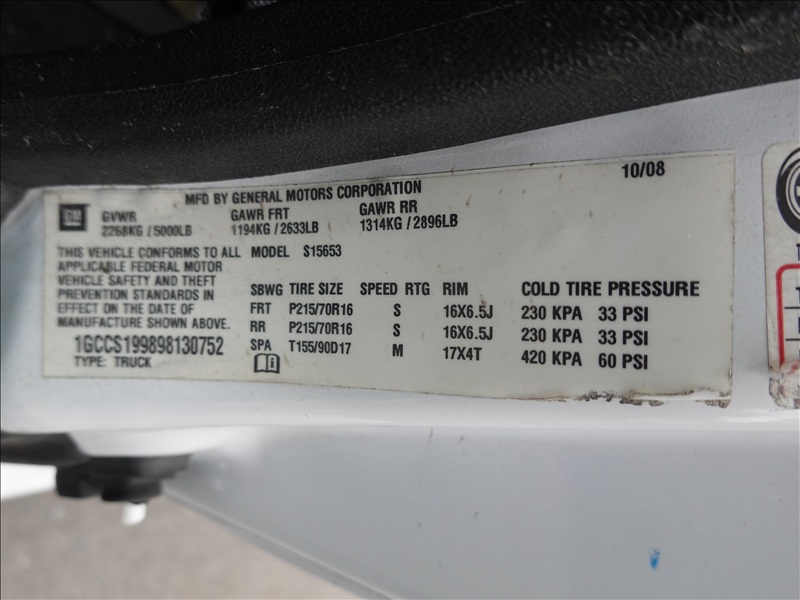 MFD BY GENERAL MOTORS CORPORATION 10/08
GM GVWR GAWR FRT GAWR RR
2268KG / 5000LB 1194KG / 2633LB 1314KG / 2896LB
THIS VEHICLE CONFORMS TO ALL MODEL S15653
APPLICABLE FEDERAL MOTOR
VEHICLE SAFETY AND THEFT
PREVENTION STANDARDS IN
EFFECT ON THE DATE OF
MANUFACTURE SHOWN ABOVE.
1GCCS199898130752
TYPE: TRUCK
SBWG TIRE SIZE SPEED RTG RIM COLD TIRE PRESSURE
FRT P215/70R16 S 16X6.5J 230 KPA 33 PSI
RR P215/70R16 S 16X6.5J 230 KPA 33 PSI
SPA T155/90D17 M 17X4T 420 KPA 60 PSI